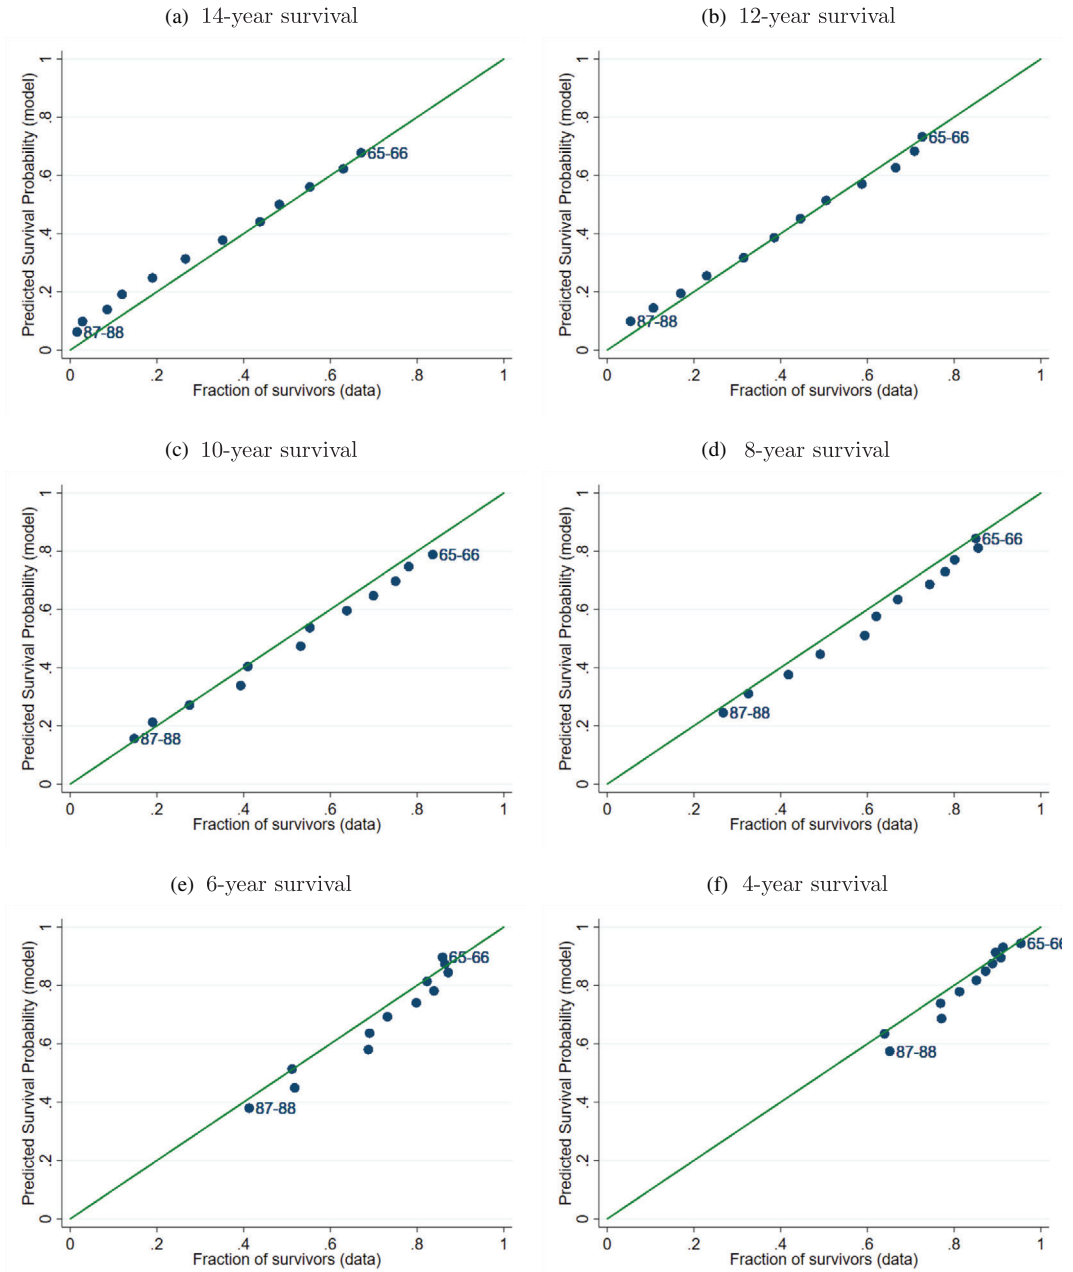 (a) 14-year survival
Predicted Survival Probability (model)
1
.8
.6
.4
.2
0
65-66
87-88
0 .2 .4 .6 .8 1
Fraction of survivors (data)
(b) 12-year survival
Predicted Survival Probability (model)
1
.8
.6
.4
.2
0
65-66
87-88
0 .2 .4 .6 .8 1
Fraction of survivors (data)
(c) 10-year survival
Predicted Survival Probability (model)
1
.8
.6
.4
.2
0
65-66
87-88
0 .2 .4 .6 .8 1
Fraction of survivors (data)
(d) 8-year survival
Predicted Survival Probability (model)
1
.8
.6
.4
.2
0
65-66
87-88
0 .2 .4 .6 .8 1
Fraction of survivors (data)
(e) 6-year survival
Predicted Survival Probability (model)
1
.8
.6
.4
.2
0
65-66
87-88
0 .2 .4 .6 .8 1
Fraction of survivors (data)
(f) 4-year survival
Predicted Survival Probability (model)
1
.8
.6
.4
.2
0
65-66
87-88
0 .2 .4 .6 .8 1
Fraction of survivors (data)